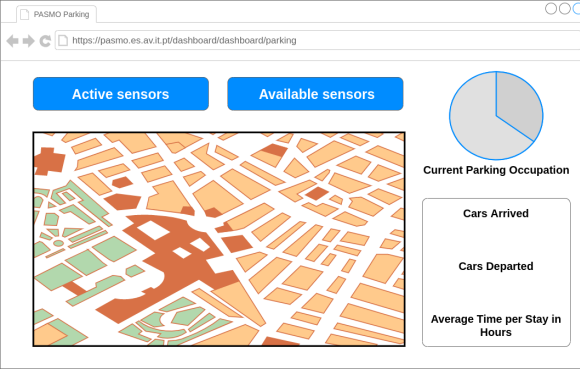 PASMO Parking
https://pasmo.es.av.it.pt/dashboard/dashboard/parking
Active sensors
Available sensors
Current Parking Occupation
Cars Arrived
Cars Departed
Average Time per Stay in
Hours